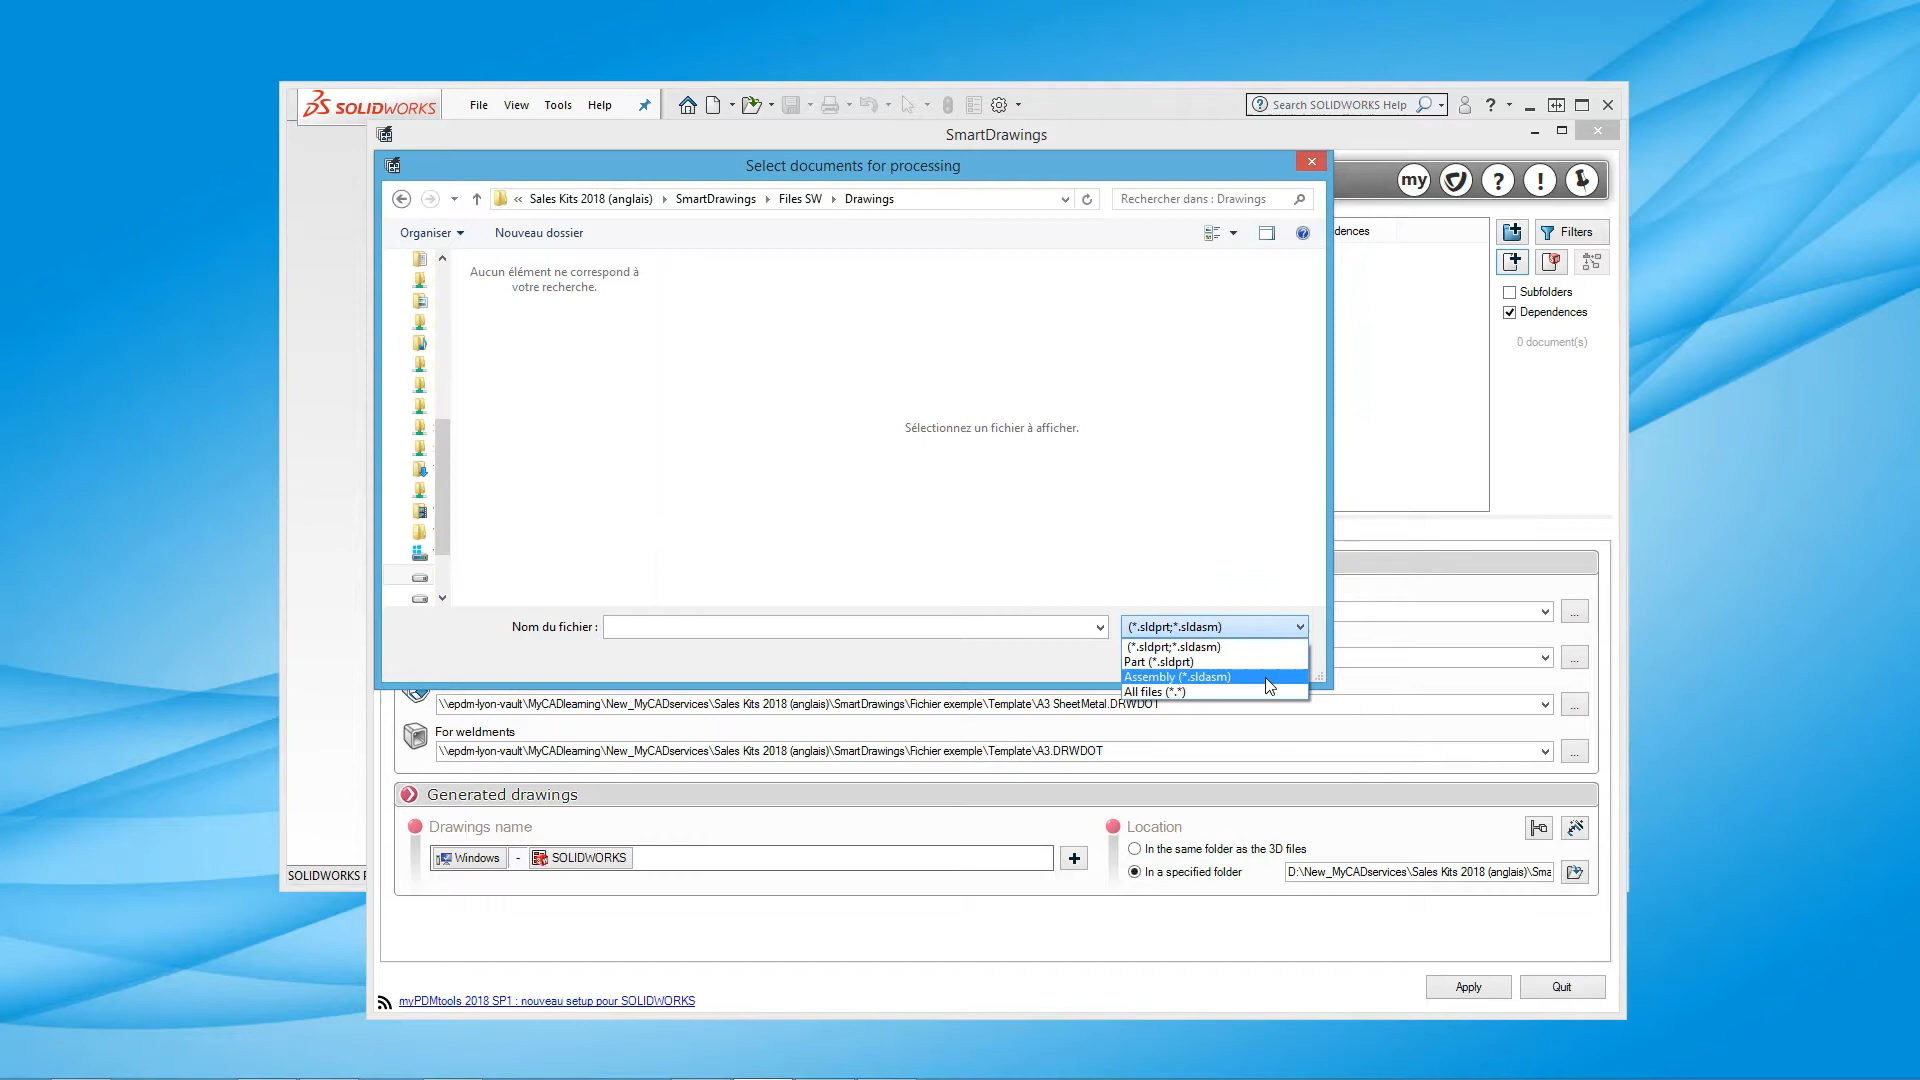 SOLIDWORKS
File View Tools Help
Search SOLIDWORKS Help
SmartDrawings
Select documents for processing
my
« Sales Kits 2018 (anglais) SmartDrawings Files SW Drawings
Rechercher dans : Drawings
Organiser
Nouveau dossier
dences
Filters
Aucun élément ne correspond à
votre recherche.
Subfolders
Dependences
0 document(s)
Sélectionnez un fichier à afficher.
Nom du fichier :
(*.sldprt;*.sldasm)
(*.sldprt;*.sldasm)
Part (*.sldprt)
Assembly (*.sldasm)
All files (*.*)
\\epdm-lyon-vault\MyCADlearning\New_MyCADservices\Sales Kits 2018 (anglais)\SmartDrawings\Fichier exemple\Template\A3 SheetMetal.DRWDOT
For weldments
\\epdm-lyon-vault\MyCADlearning\New_MyCADservices\Sales Kits 2018 (anglais)\SmartDrawings\Fichier exemple\Template\A3.DRWDOT
Generated drawings
Drawings name
Windows - SOLIDWORKS
Location
In the same folder as the 3D files
In a specified folder
D:\New_MyCADservices\Sales Kits 2018 (anglais)\Sma
SOLIDWORKS
Apply
Quit
myPDMtools 2018 SP1 : nouveau setup pour SOLIDWORKS